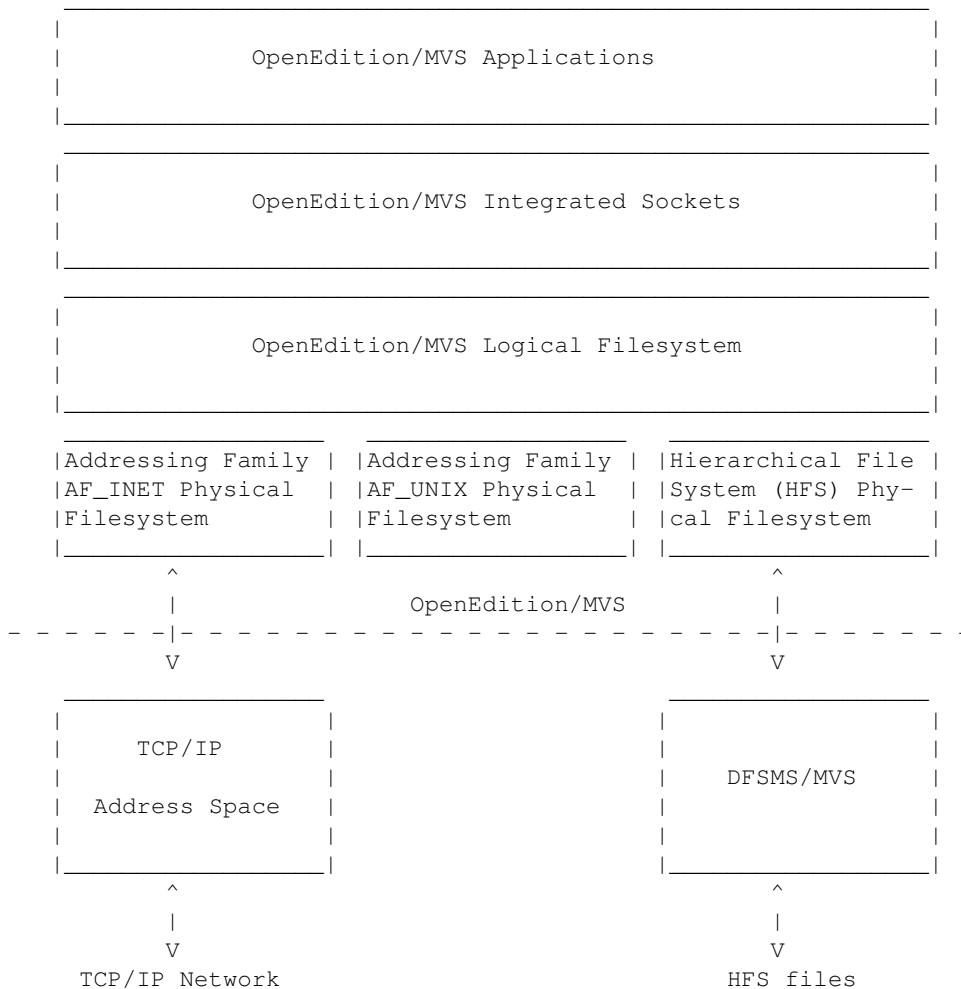 OpenEdition/MVS Applications
OpenEdition/MVS Integrated Sockets
OpenEdition/MVS Logical Filesystem
Addressing Family
AF_INET Physical
Filesystem
Addressing Family
AF_UNIX Physical
Filesystem
Hierarchical File
System (HFS) Phy-
cal Filesystem
OpenEdition/MVS
TCP/IP
Address Space
DFSMS/MVS
TCP/IP Network
HFS files